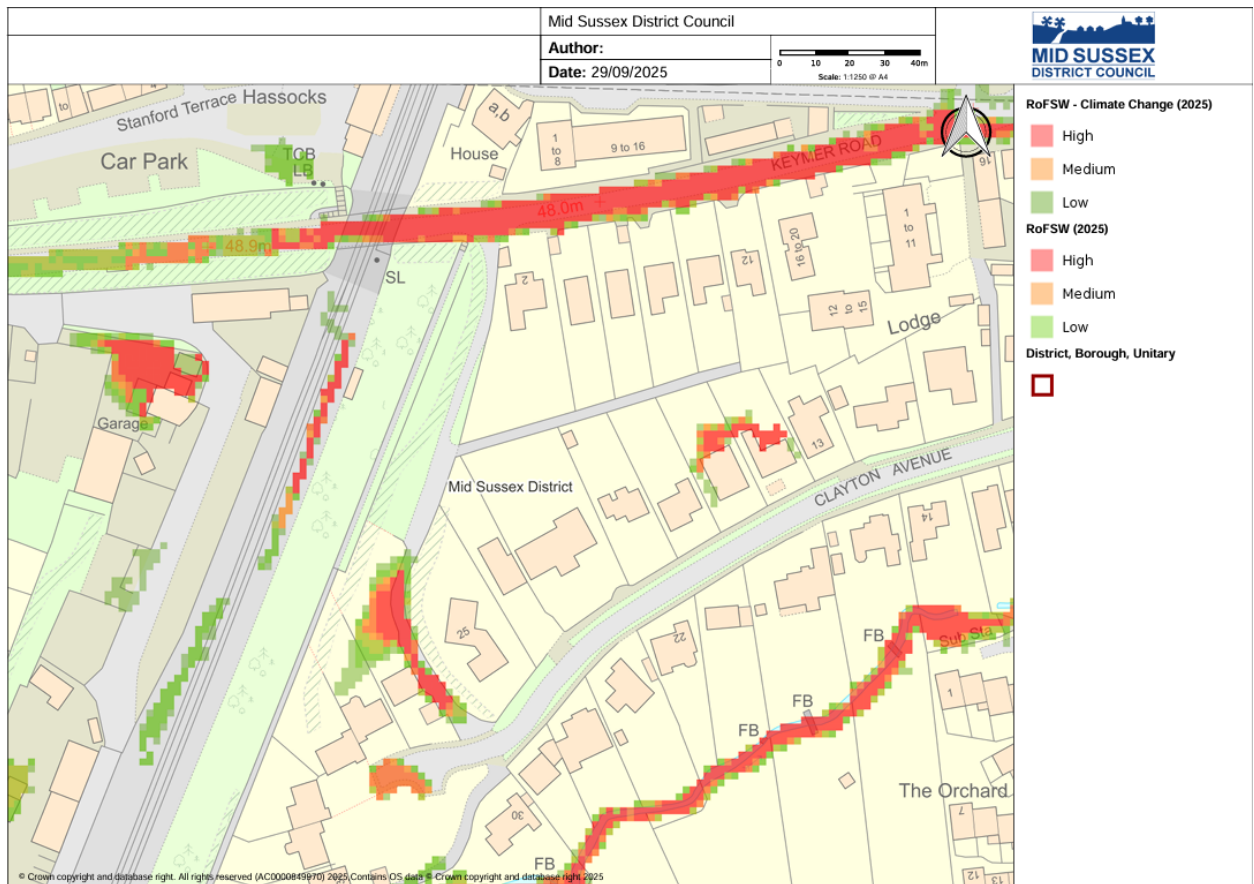 Mid Sussex District Council
Author:
Date: 29/09/2025
0 10 20 30 40m
Scale: 1:1250 @ A4
MID SUSSEX
DISTRICT COUNCIL
RoFSW - Climate Change (2025)
High
Medium
Low
RoFSW (2025)
High
Medium
Low
District, Borough, Unitary
to
Stanford Terrace
Hassocks
a,b
House
1
to
8
9 to 16
Car Park
TCB
LB
KEYMER ROAD
16
48.0m
48.9m
SL
2
12
16 to 20
1
to
11
12
to
15
Lodge
Garage
13
Mid Sussex District
CLAYTON AVENUE
14
25
22
FB
Sub Sta
FB
FB
1
The Orchard
30
7
FB
12
13
© Crown copyright and database right. All rights reserved (AC0000849970) 2025 Contains OS data © Crown copyright and database right 2025